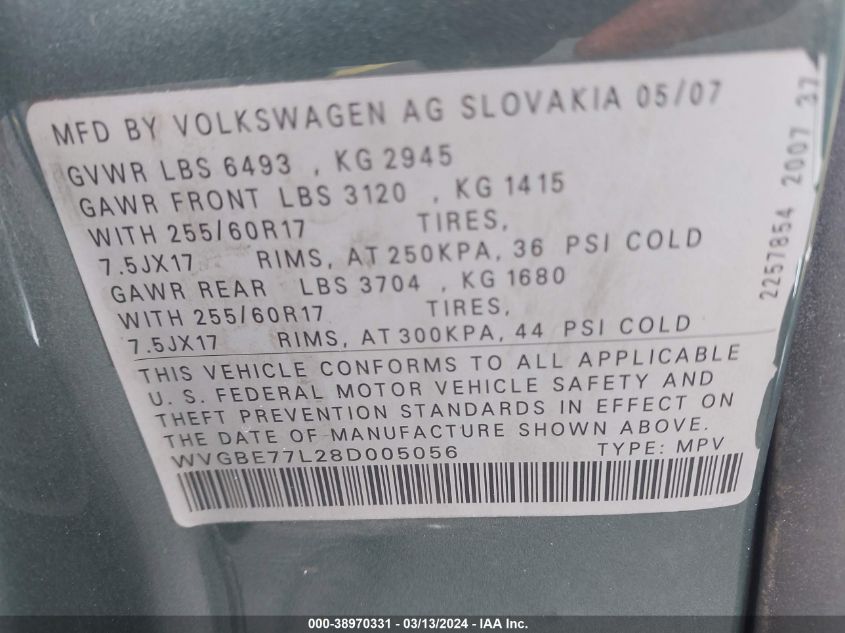 MFD BY VOLKSWAGEN AG SLOVAKIA 05/07
GVWR LBS 6493 , KG 2945
GAWR FRONT LBS 3120 , KG 1415
WITH 255/60R17 TIRES,
7.5JX17 RIMS, AT 250KPA, 36 PSI COLD
GAWR REAR LBS 3704 , KG 1680
WITH 255/60R17 TIRES,
7.5JX17 RIMS, AT 300KPA, 44 PSI COLD
THIS VEHICLE CONFORMS TO ALL APPLICABLE
U. S. FEDERAL MOTOR VEHICLE SAFETY AND
THEFT PREVENTION STANDARDS IN EFFECT ON
THE DATE OF MANUFACTURE SHOWN ABOVE.
WVGBE77L28D005056 TYPE: MPV
2257854 2007 37
000-38970331 - 03/13/2024 - IAA Inc.